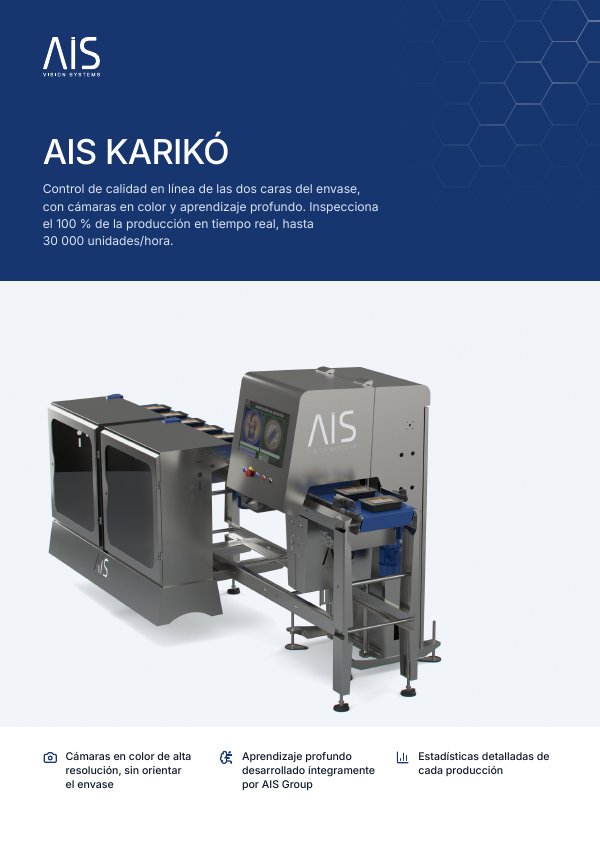 AIS
VISION SYSTEMS
AIS KARIKÓ
Control de calidad en línea de las dos caras del envase,
con cámaras en color y aprendizaje profundo. Inspecciona
el 100 % de la producción en tiempo real, hasta
30 000 unidades/hora.
AIS
VISION SYSTEMS
AIS
Cámaras en color de alta
resolución, sin orientar
el envase
Aprendizaje profundo
desarrollado íntegramente
por AIS Group
Estadísticas detalladas de
cada producción